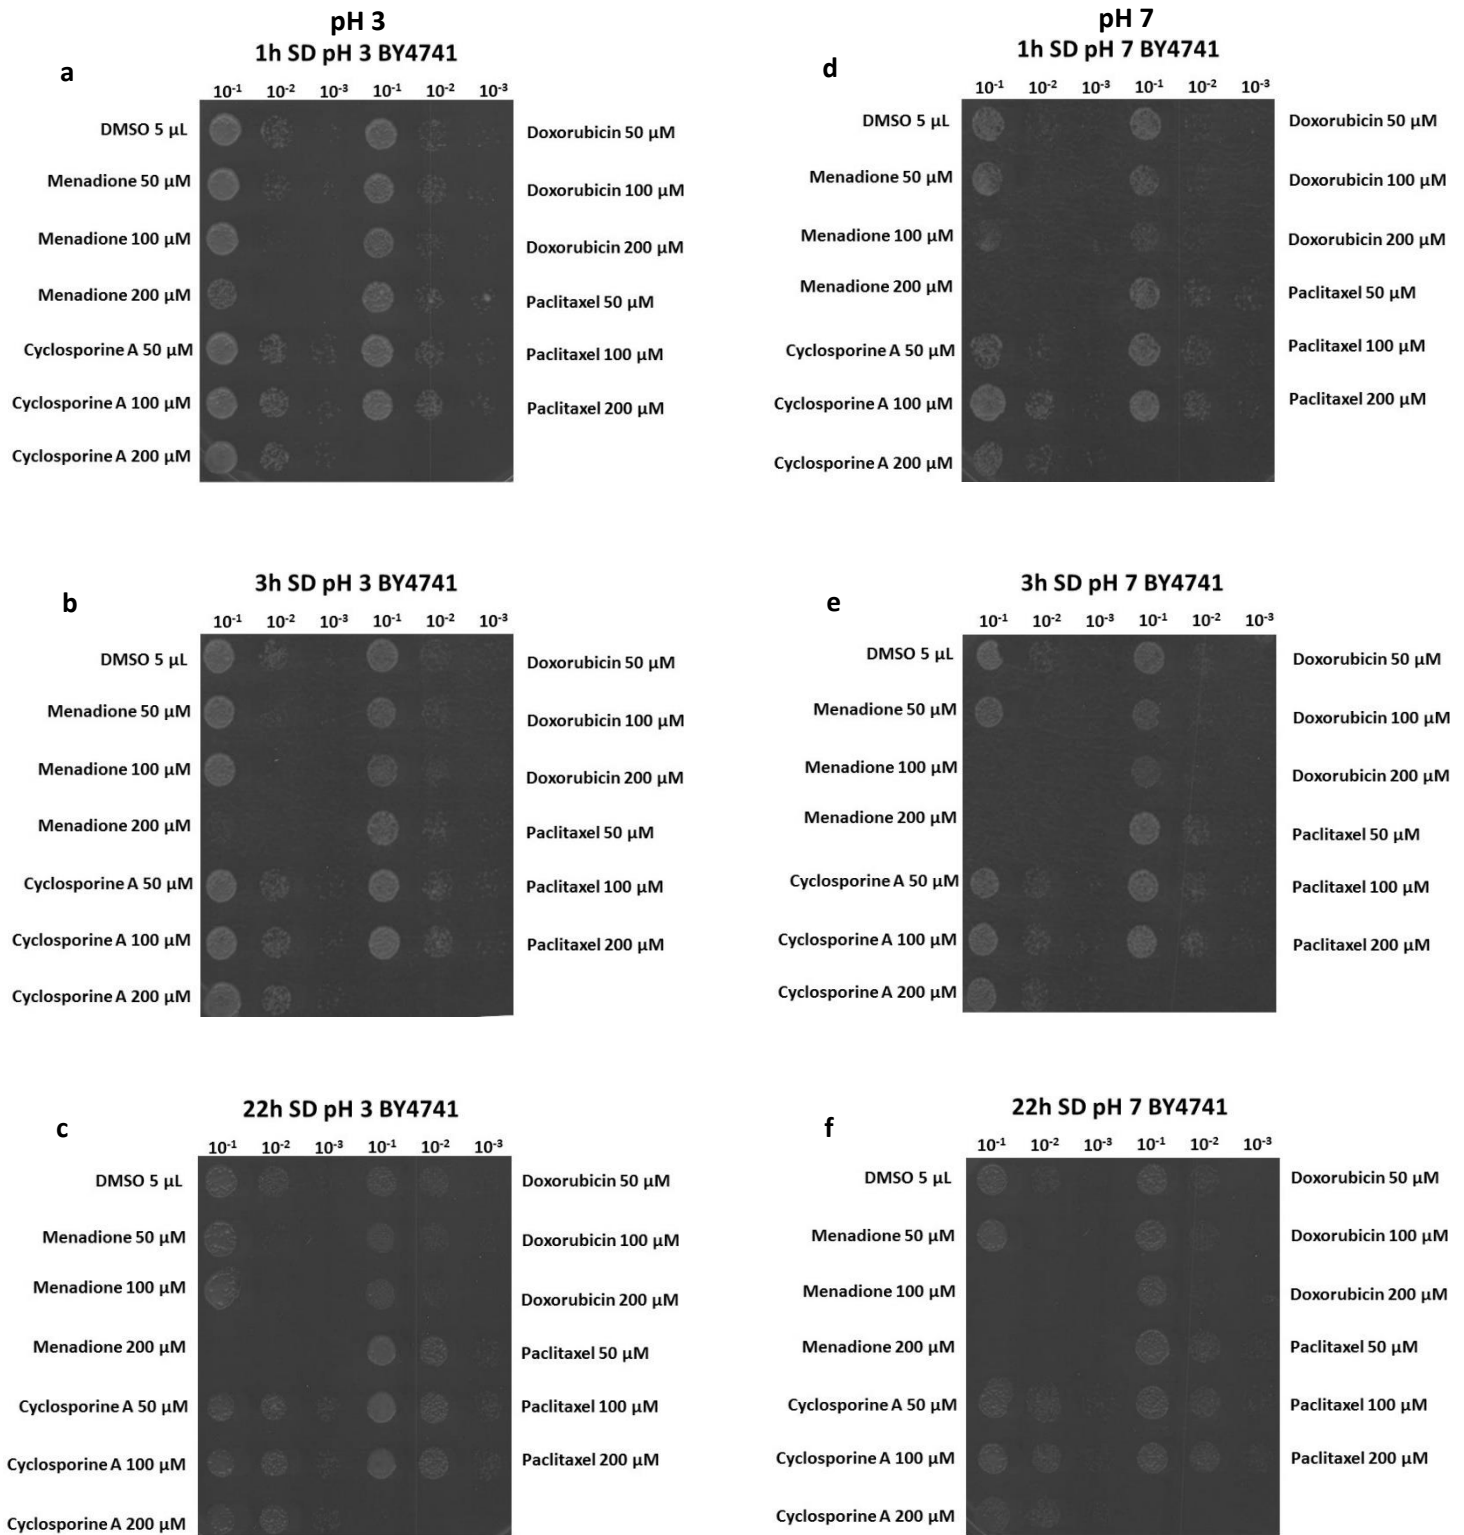 pH 3
1h SD pH 3 BY4741
a
10-1 10-2 10-3 10-1 10-2 10-3
DMSO 5 µL
Menadione 50 µM
Menadione 100 µM
Menadione 200 µM
Cyclosporine A 50 µM
Cyclosporine A 100 µM
Cyclosporine A 200 µM
Doxorubicin 50 µM
Doxorubicin 100 µM
Doxorubicin 200 µM
Paclitaxel 50 µM
Paclitaxel 100 µM
Paclitaxel 200 µM
pH 7
1h SD pH 7 BY4741
d
10-1 10-2 10-3 10-1 10-2 10-3
DMSO 5 µL
Menadione 50 µM
Menadione 100 µM
Menadione 200 µM
Cyclosporine A 50 µM
Cyclosporine A 100 µM
Cyclosporine A 200 µM
Doxorubicin 50 µM
Doxorubicin 100 µM
Doxorubicin 200 µM
Paclitaxel 50 µM
Paclitaxel 100 µM
Paclitaxel 200 µM
3h SD pH 3 BY4741
b
10-1 10-2 10-3 10-1 10-2 10-3
DMSO 5 µL
Menadione 50 µM
Menadione 100 µM
Menadione 200 µM
Cyclosporine A 50 µM
Cyclosporine A 100 µM
Cyclosporine A 200 µM
Doxorubicin 50 µM
Doxorubicin 100 µM
Doxorubicin 200 µM
Paclitaxel 50 µM
Paclitaxel 100 µM
Paclitaxel 200 µM
3h SD pH 7 BY4741
e
10-1 10-2 10-3 10-1 10-2 10-3
DMSO 5 µL
Menadione 50 µM
Menadione 100 µM
Menadione 200 µM
Cyclosporine A 50 µM
Cyclosporine A 100 µM
Cyclosporine A 200 µM
Doxorubicin 50 µM
Doxorubicin 100 µM
Doxorubicin 200 µM
Paclitaxel 50 µM
Paclitaxel 100 µM
Paclitaxel 200 µM
22h SD pH 3 BY4741
c
10-1 10-2 10-3 10-1 10-2 10-3
DMSO 5 µL
Menadione 50 µM
Menadione 100 µM
Menadione 200 µM
Cyclosporine A 50 µM
Cyclosporine A 100 µM
Cyclosporine A 200 µM
Doxorubicin 50 µM
Doxorubicin 100 µM
Doxorubicin 200 µM
Paclitaxel 50 µM
Paclitaxel 100 µM
Paclitaxel 200 µM
22h SD pH 7 BY4741
f
10-1 10-2 10-3 10-1 10-2 10-3
DMSO 5 µL
Menadione 50 µM
Menadione 100 µM
Menadione 200 µM
Cyclosporine A 50 µM
Cyclosporine A 100 µM
Cyclosporine A 200 µM
Doxorubicin 50 µM
Doxorubicin 100 µM
Doxorubicin 200 µM
Paclitaxel 50 µM
Paclitaxel 100 µM
Paclitaxel 200 µM